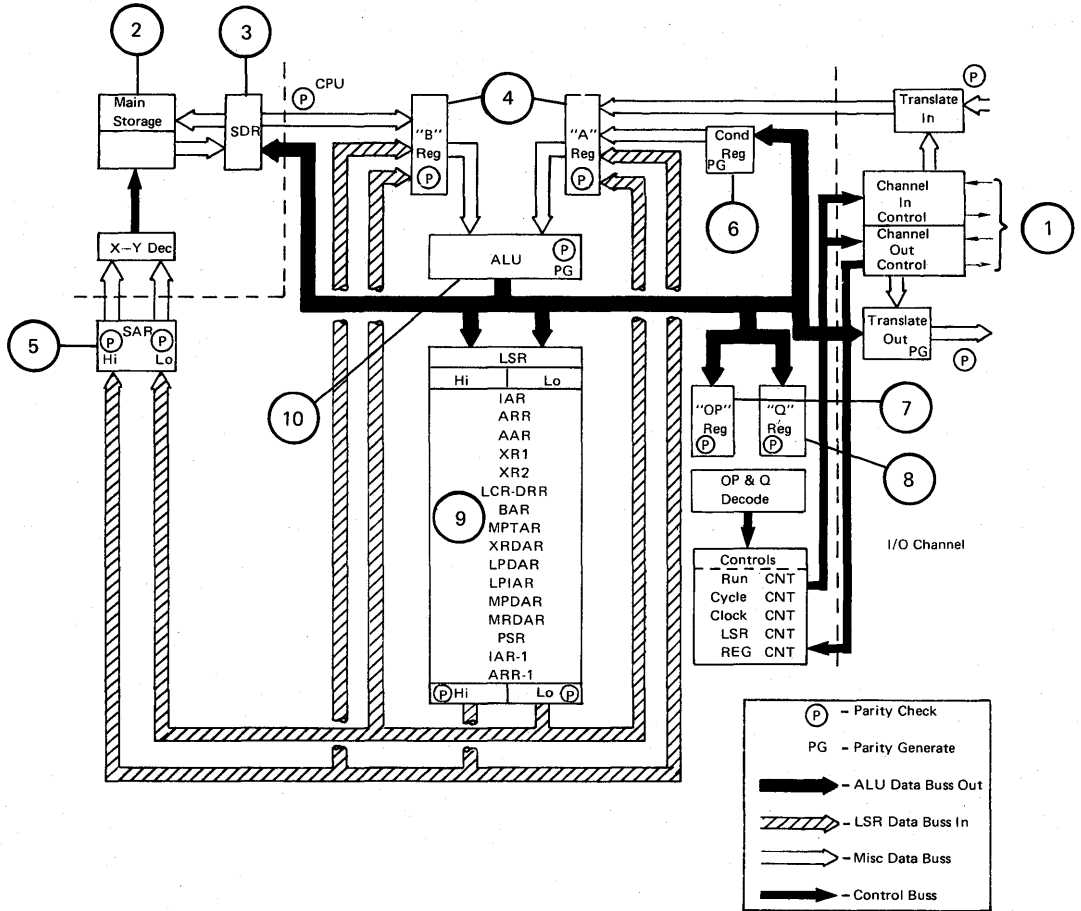 2
3
Main
Storage
SDR
P
CPU
4
"B"
Reg
P
"A"
Reg
P
Cond
Reg
PG
6
Translate
In
P
Channel
In
Control
Channel
Out
Control
1
X-Y Dec
ALU
P
PG
5
SAR
P
P
Hi
Lo
Translate
Out
PG
P
10
LSR
Hi
Lo
IAR
ARR
AAR
XR1
XR2
LCR-DRR
BAR
MPTAR
XRDAR
LPDAR
LPIAR
MPDAR
MRDAR
PSR
IAR-1
ARR-1
P Hi
Lo P
9
"OP"
Reg
P
"Q"
Reg
P
7
8
OP & Q
Decode
Controls
Run CNT
Cycle CNT
Clock CNT
LSR CNT
REG CNT
I/O Channel
P - Parity Check
PG - Parity Generate
- ALU Data Buss Out
- LSR Data Buss In
- Misc Data Buss
- Control Buss